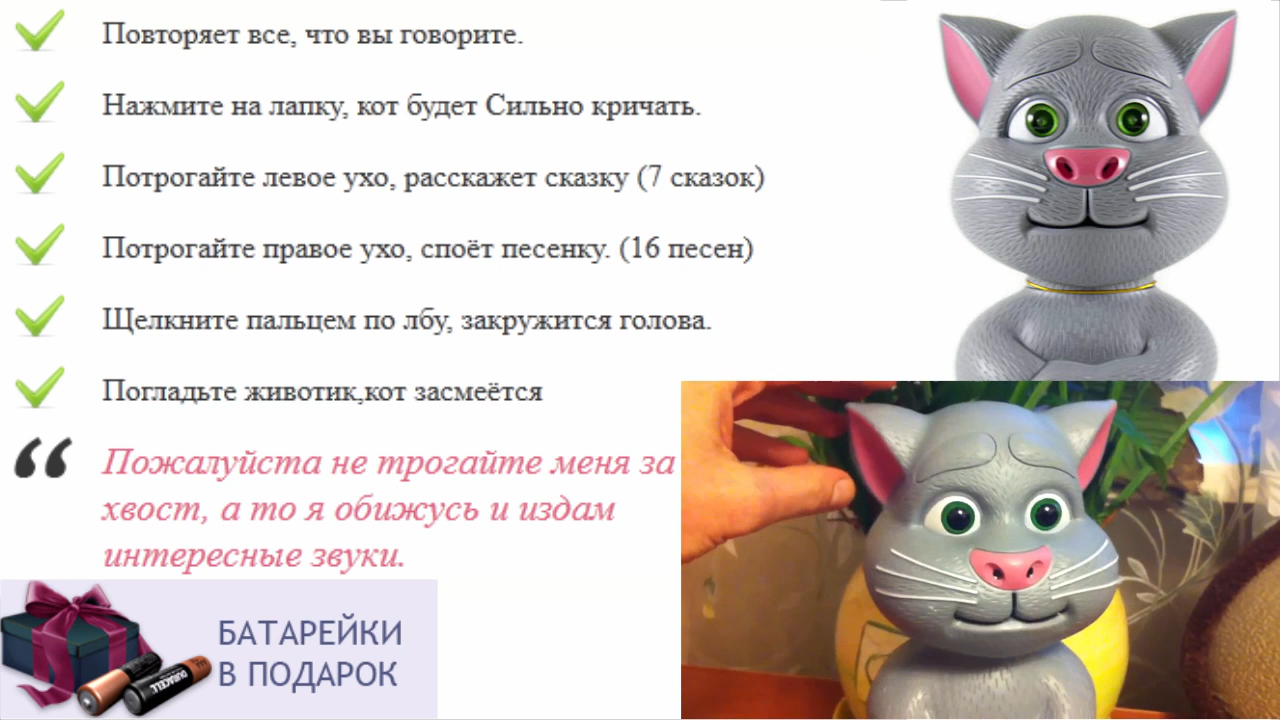 Повторяет все, что вы говорите.
Нажмите на лапку, кот будет Сильно кричать.
Потрогайте левое ухо, расскажет сказку (7 сказок)
Потрогайте правое ухо, споёт песенку. (16 песен)
Щелкните пальцем по лбу, закружится голова.
Погладьте животик,кот засмеётся
“ Пожалуйста не трогайте меня за
хвост, а то я обижусь и издам
интересные звуки.
БАТАРЕЙКИ
В ПОДАРОК
DURACELL